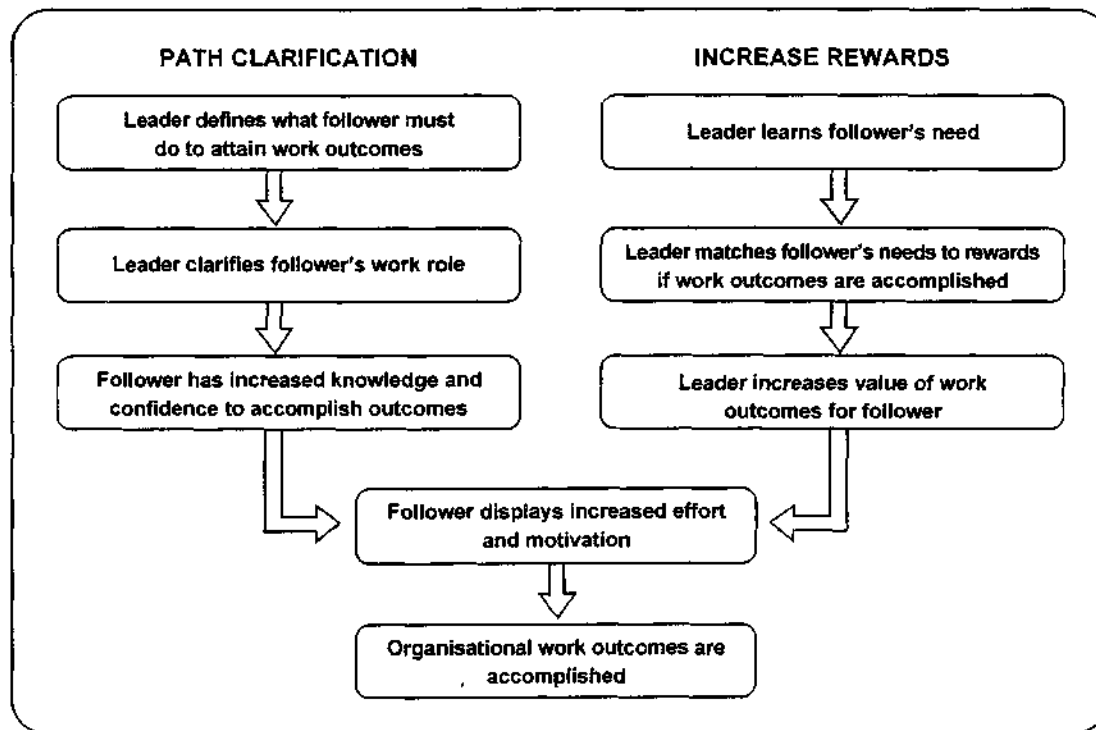 PATH CLARIFICATION
Leader defines what follower must
do to attain work outcomes
Leader clarifies follower's work role
Follower has increased knowledge and
confidence to accomplish outcomes
INCREASE REWARDS
Leader learns follower's need
Leader matches follower's needs to rewards
if work outcomes are accomplished
Leader increases value of work
outcomes for follower
Follower displays increased effort
and motivation
Organisational work outcomes are
accomplished